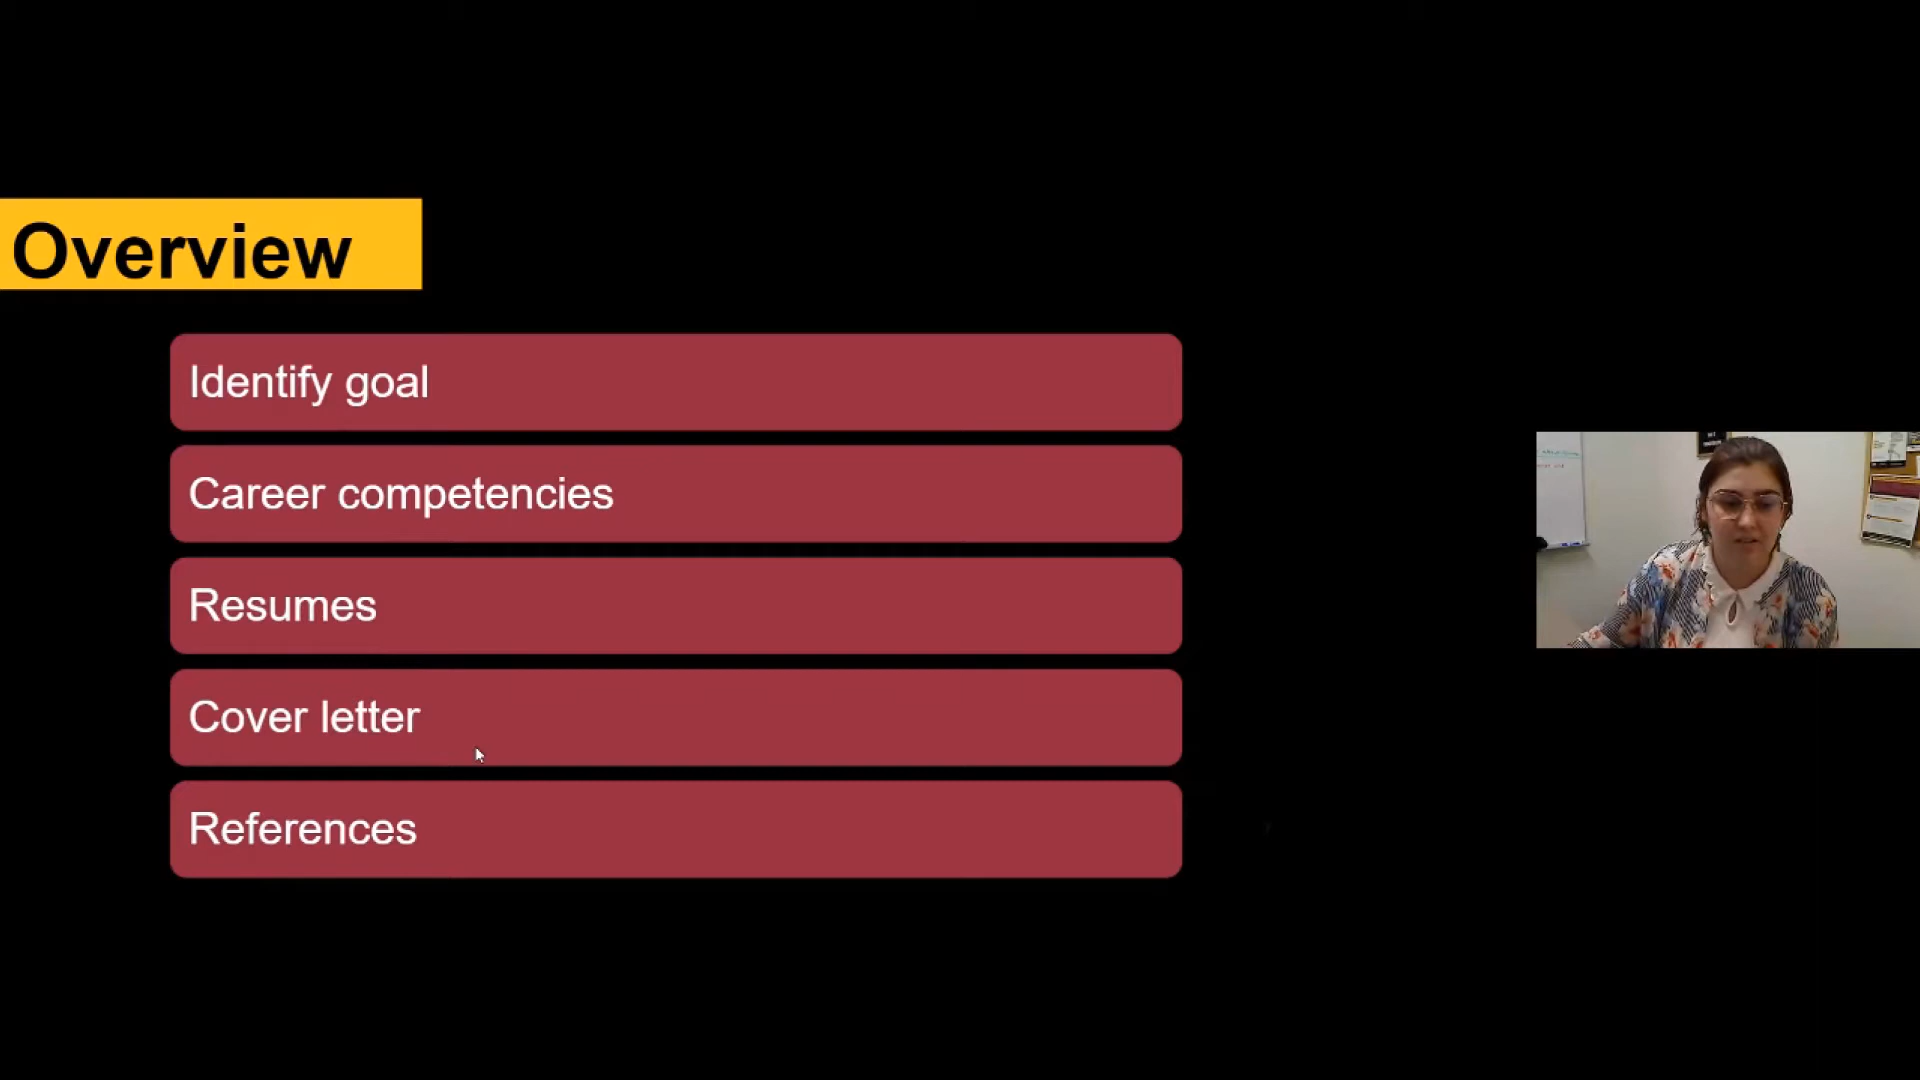 Overview
Identify goal
Career competencies
Resumes
Cover letter
References